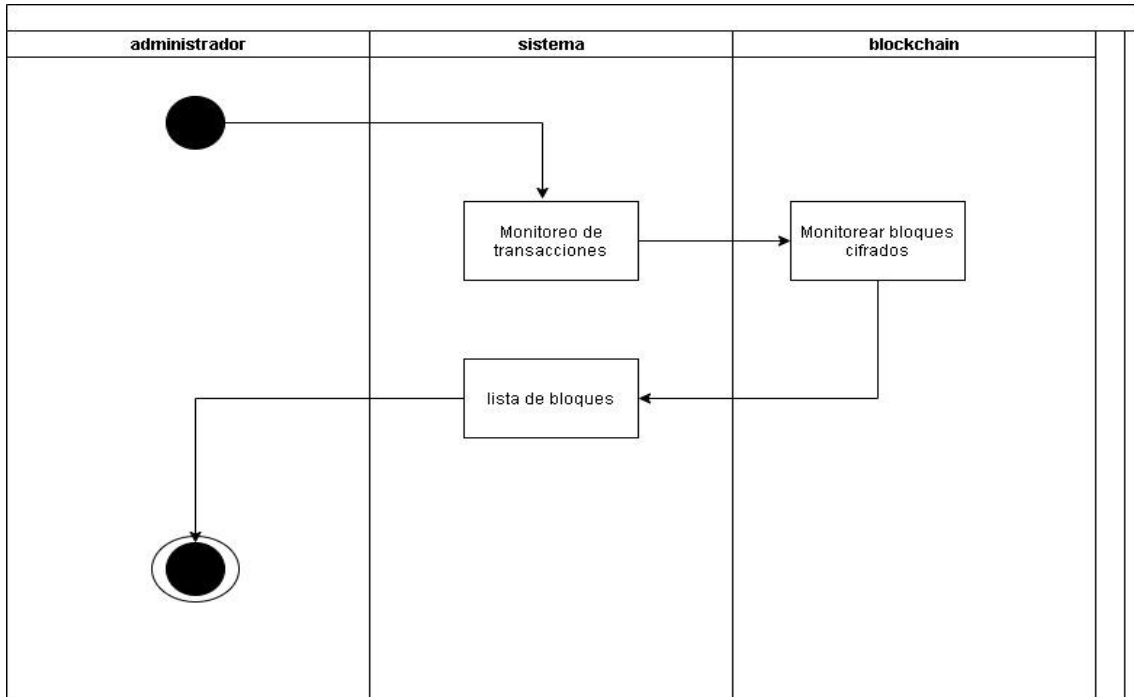 administrador
sistema
blockchain
Monitoreo de
transacciones
Monitorear bloques
cifrados
lista de bloques